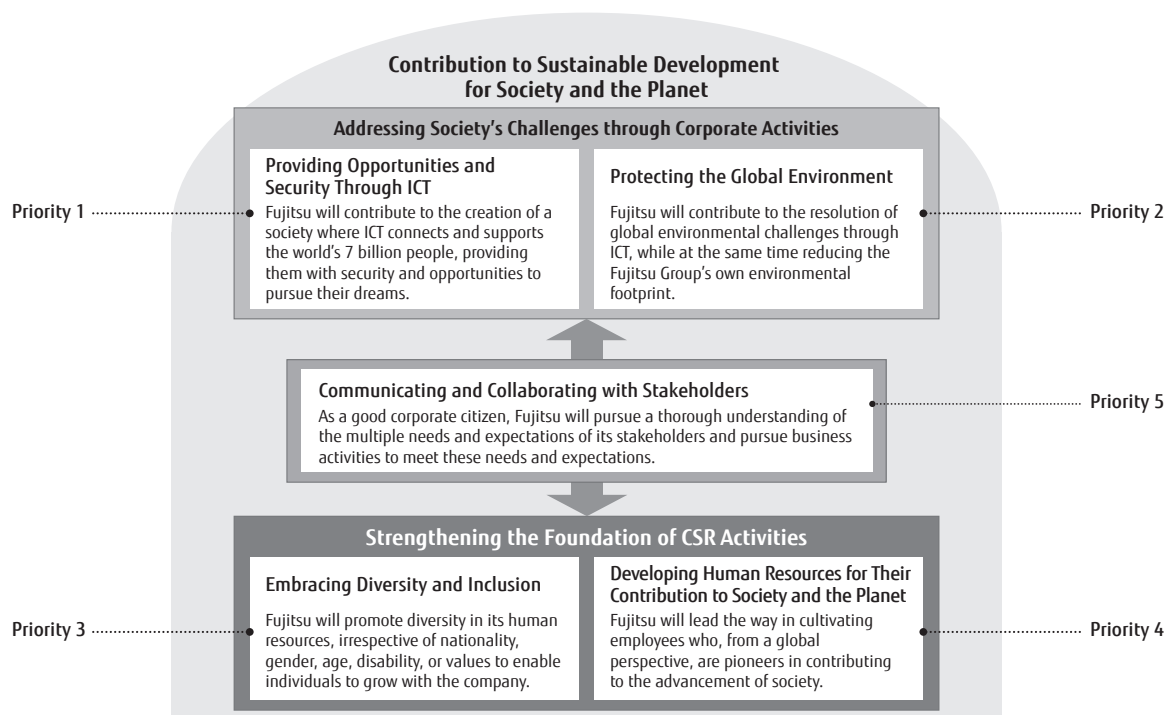 Contribution to Sustainable Development
for Society and the Planet
Addressing Society's Challenges through Corporate Activities
Priority 1
Providing Opportunities and
Security Through ICT
Fujitsu will contribute to the creation of a
society where ICT connects and supports
the world's 7 billion people, providing
them with security and opportunities to
pursue their dreams.
Protecting the Global Environment
Fujitsu will contribute to the resolution of
global environmental challenges through
ICT, while at the same time reducing the
Fujitsu Group's own environmental
footprint.
Priority 2
Communicating and Collaborating with Stakeholders
As a good corporate citizen, Fujitsu will pursue a thorough understanding of
the multiple needs and expectations of its stakeholders and pursue business
activities to meet these needs and expectations.
Priority 5
Strengthening the Foundation of CSR Activities
Priority 3
Embracing Diversity and Inclusion
Fujitsu will promote diversity in its human
resources, irrespective of nationality,
gender, age, disability, or values to enable
individuals to grow with the company.
Developing Human Resources for Their
Contribution to Society and the Planet
Fujitsu will lead the way in cultivating
employees who, from a global
perspective, are pioneers in contributing
to the advancement of society.
Priority 4